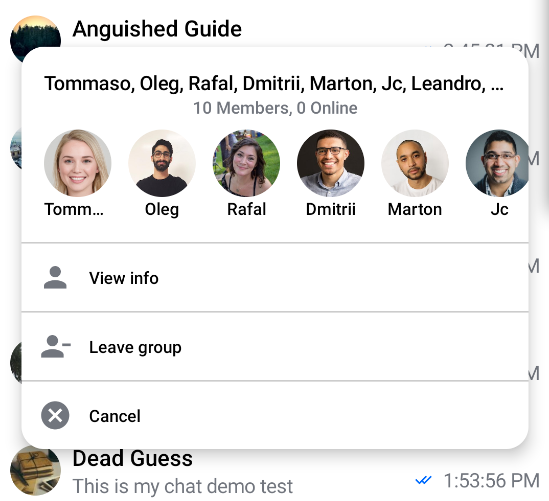 Anguished Guide
Tommaso, Oleg, Rafal, Dmitrii, Marton, Jc, Leandro, ...
10 Members, 0 Online
Tomm... Oleg Rafal Dmitrii Marton Jc
View info
Leave group
Cancel
Dead Guess
This is my chat demo test
1:53:56 PM